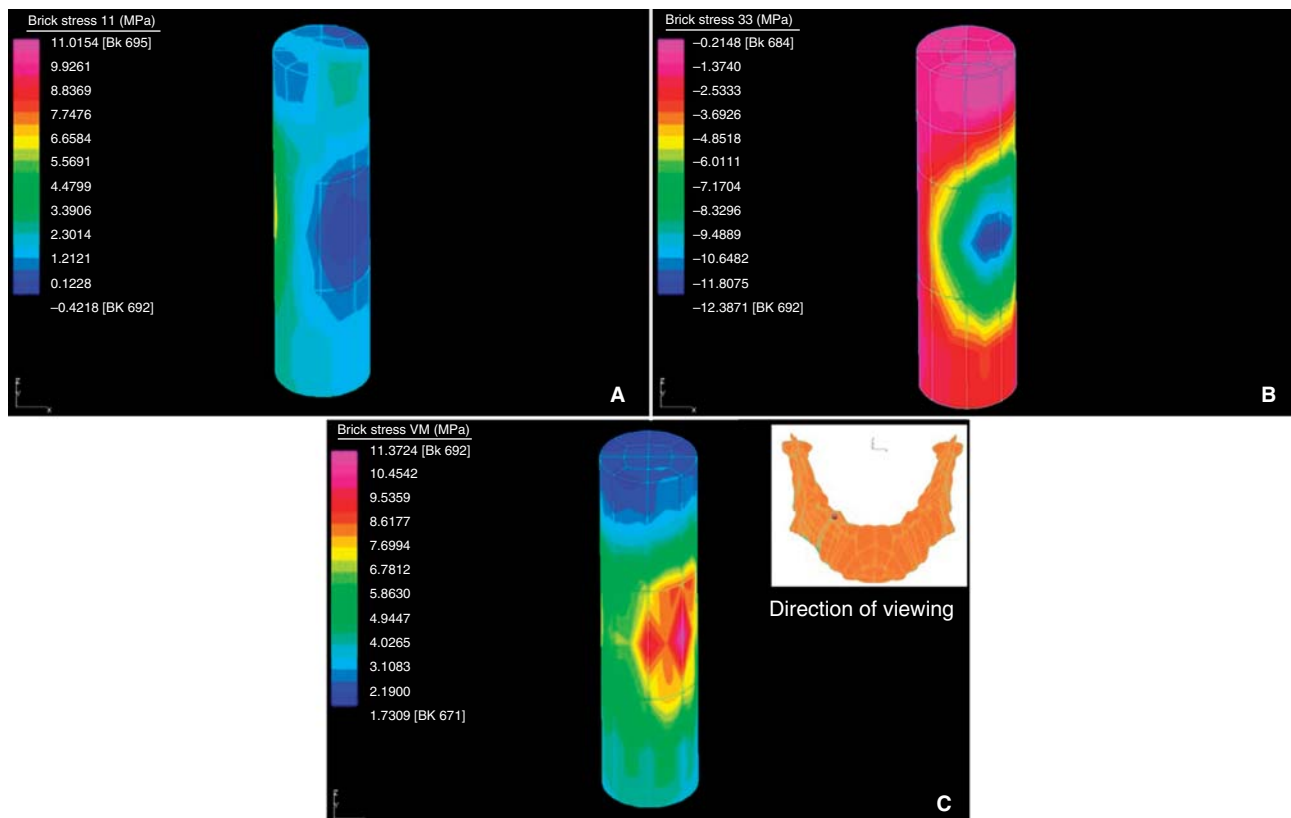 Brick stress 11 (MPa)
11.0154 [Bk 695]
9.9261
8.8369
7.7476
6.6584
5.5691
4.4799
3.3906
2.3014
1.2121
0.1228
–0.4218 [BK 692]
A
Brick stress 33 (MPa)
–0.2148 [Bk 684]
–1.3740
–2.5333
–3.6926
–4.8518
–6.0111
–7.1704
–8.3296
–9.4889
–10.6482
–11.8075
–12.3871 [BK 692]
B
Brick stress VM (MPa)
11.3724 [Bk 692]
10.4542
9.5359
8.6177
7.6994
6.7812
5.8630
4.9447
4.0265
3.1083
2.1900
1.7309 [BK 671]
Direction of viewing
C